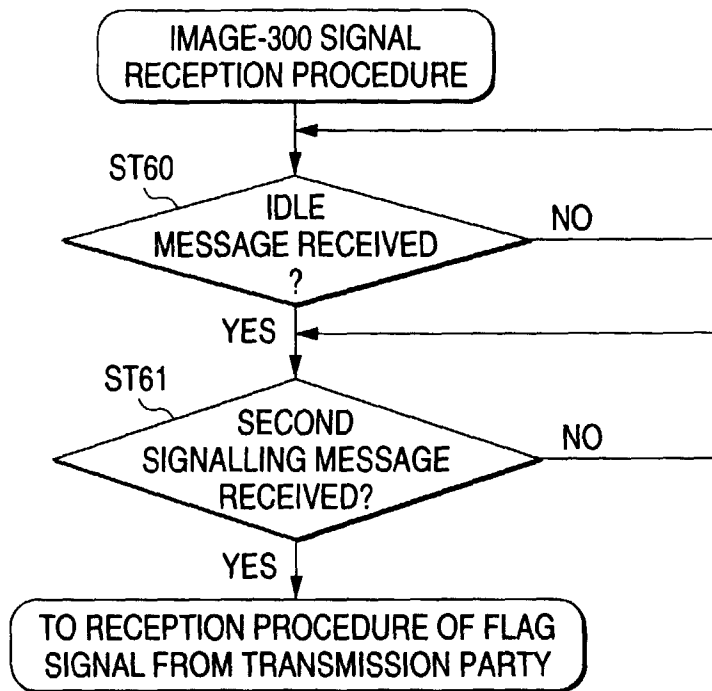 IMAGE-300 SIGNAL
RECEPTION PROCEDURE
ST60
IDLE
MESSAGE RECEIVED
?
NO
YES
ST61
SECOND
SIGNALLING MESSAGE
RECEIVED?
NO
YES
TO RECEPTION PROCEDURE OF FLAG
SIGNAL FROM TRANSMISSION PARTY